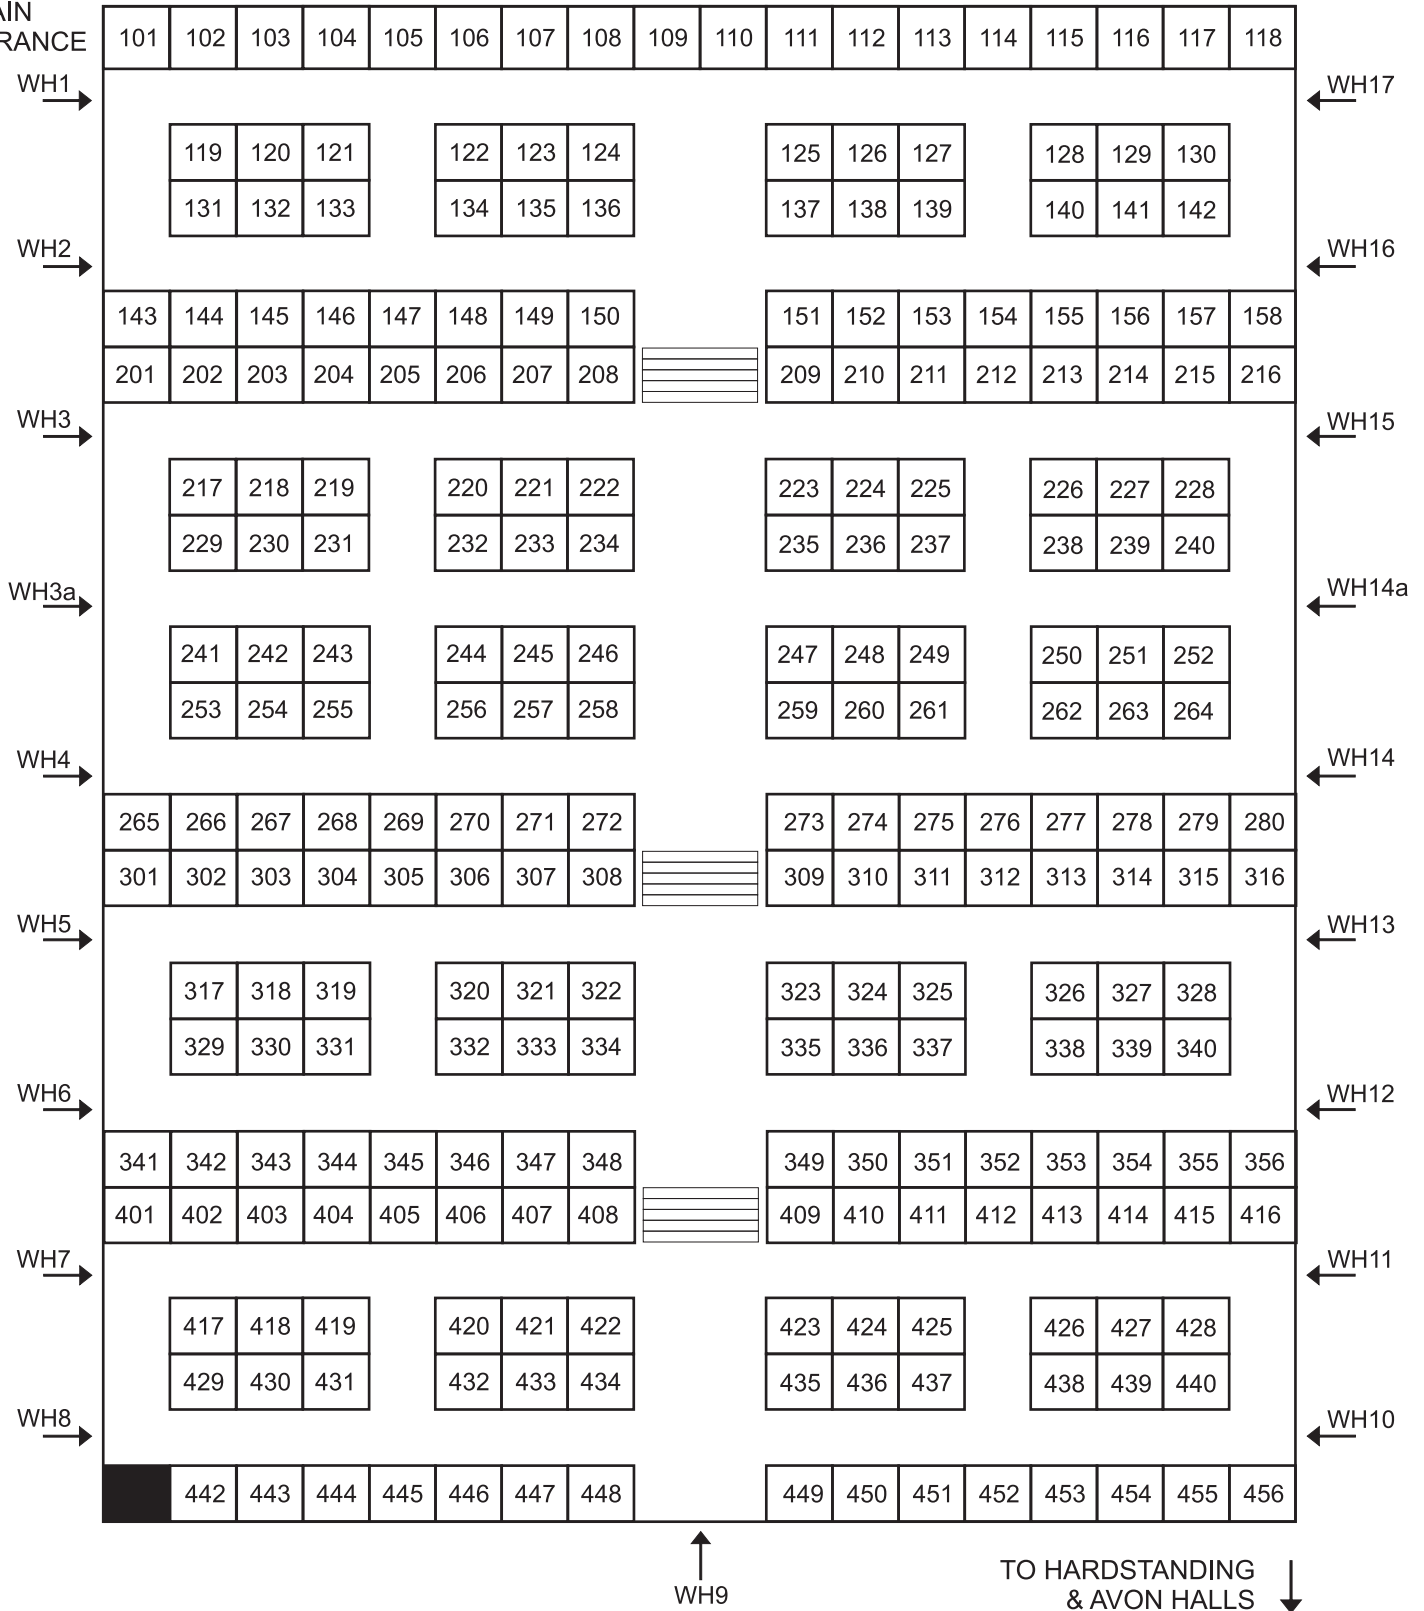 AIN
RANCE
101 102 103 104 105 106 107 108 109 110 111 112 113 114 115 116 117 118
WH1 WH17
119 120 121 122 123 124 125 126 127 128 129 130
131 132 133 134 135 136 137 138 139 140 141 142
WH2 WH16
143 144 145 146 147 148 149 150 151 152 153 154 155 156 157 158
201 202 203 204 205 206 207 208 209 210 211 212 213 214 215 216
WH3 WH15
217 218 219 220 221 222 223 224 225 226 227 228
229 230 231 232 233 234 235 236 237 238 239 240
WH3a WH14a
241 242 243 244 245 246 247 248 249 250 251 252
253 254 255 256 257 258 259 260 261 262 263 264
WH4 WH14
265 266 267 268 269 270 271 272 273 274 275 276 277 278 279 280
301 302 303 304 305 306 307 308 309 310 311 312 313 314 315 316
WH5 WH13
317 318 319 320 321 322 323 324 325 326 327 328
329 330 331 332 333 334 335 336 337 338 339 340
WH6 WH12
341 342 343 344 345 346 347 348 349 350 351 352 353 354 355 356
401 402 403 404 405 406 407 408 409 410 411 412 413 414 415 416
WH7 WH11
417 418 419 420 421 422 423 424 425 426 427 428
429 430 431 432 433 434 435 436 437 438 439 440
WH8 WH10
442 443 444 445 446 447 448 449 450 451 452 453 454 455 456
WH9
TO HARDSTANDING
& AVON HALLS